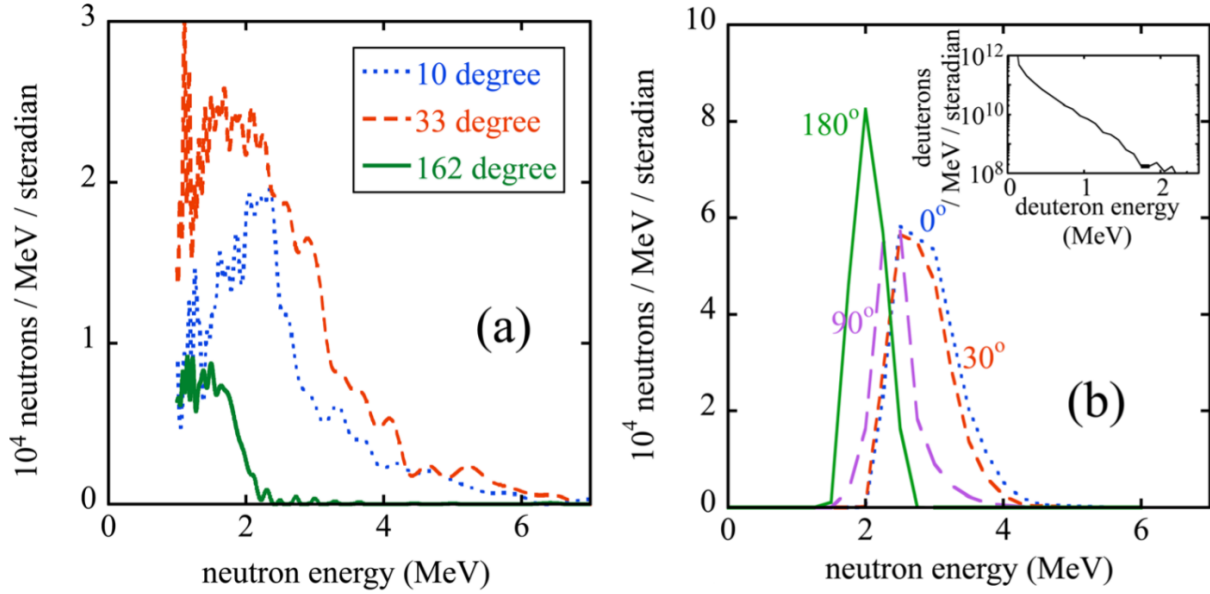 3
2
1
0
10⁴ neutrons / MeV / steradian
10 degree
33 degree
162 degree
(a)
0 2 4 6
neutron energy (MeV)
10
8
6
4
2
0
10⁴ neutrons / MeV / steradian
180°
90°
0°
30°
(b)
0 2 4 6
neutron energy (MeV)
deuterons
/ MeV / steradian
10¹²
10¹⁰
10⁸
0 1 2
deuteron energy
(MeV)